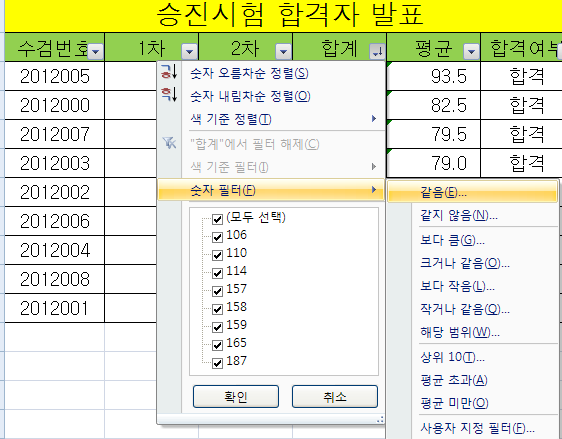 승진시험 합격자 발표
수검번호 1차 2차 합계 평균 합격여부
2012005 93.5 합격
2012000 82.5 합격
2012007 79.5 합격
2012003 79.0 합격
2012002
2012006
2012004
2012008
2012001
숫자 오름차순 정렬(S)
숫자 내림차순 정렬(O)
색 기준 정렬(T)
"합계"에서 필터 해제(C)
색 기준 필터(I)
숫자 필터(F)
(모두 선택)
106
110
114
157
158
159
165
187
확인 취소
같음(E)...
같지 않음(N)...
보다 큼(G)...
크거나 같음(O)...
보다 작음(L)...
작거나 같음(Q)...
해당 범위(W)...
상위 10(T)...
평균 초과(A)
평균 미만(O)
사용자 지정 필터(F)...